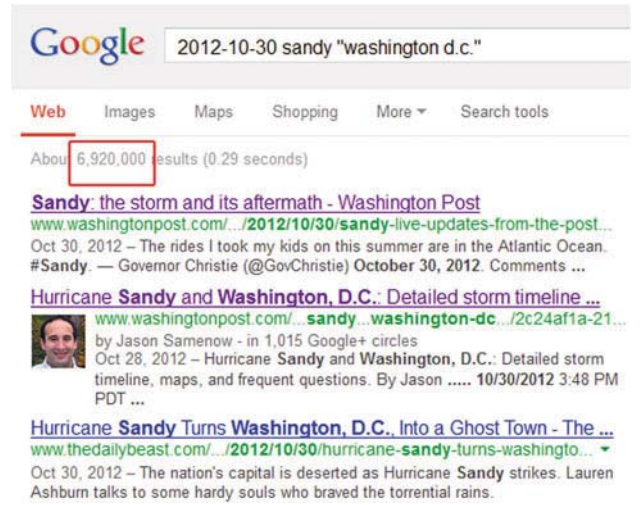 Google 2012-10-30 sandy "washington d.c."
Web Images Maps Shopping More Search tools
About 6,920,000 results (0.29 seconds)
Sandy: the storm and its aftermath - Washington Post
www.washingtonpost.com/.../2012/10/30/sandy-live-updates-from-the-post...
Oct 30, 2012 – The rides I took my kids on this summer are in the Atlantic Ocean.
#Sandy. — Governor Christie (@GovChristie) October 30, 2012. Comments ...
Hurricane Sandy and Washington, D.C.: Detailed storm timeline ...
www.washingtonpost.com/...sandy...washington-dc.../2c24af1a-21...
by Jason Samenow - in 1,015 Google+ circles
Oct 28, 2012 – Hurricane Sandy and Washington, D.C.: Detailed storm
timeline, maps, and frequent questions. By Jason ..... 10/30/2012 3:48 PM
PDT ...
Hurricane Sandy Turns Washington, D.C., Into a Ghost Town - The ...
www.thedailybeast.com/.../2012/10/30/hurricane-sandy-turns-washingto...
Oct 30, 2012 – The nation's capital is deserted as Hurricane Sandy strikes. Lauren
Ashburn talks to some hardy souls who braved the torrential rains.